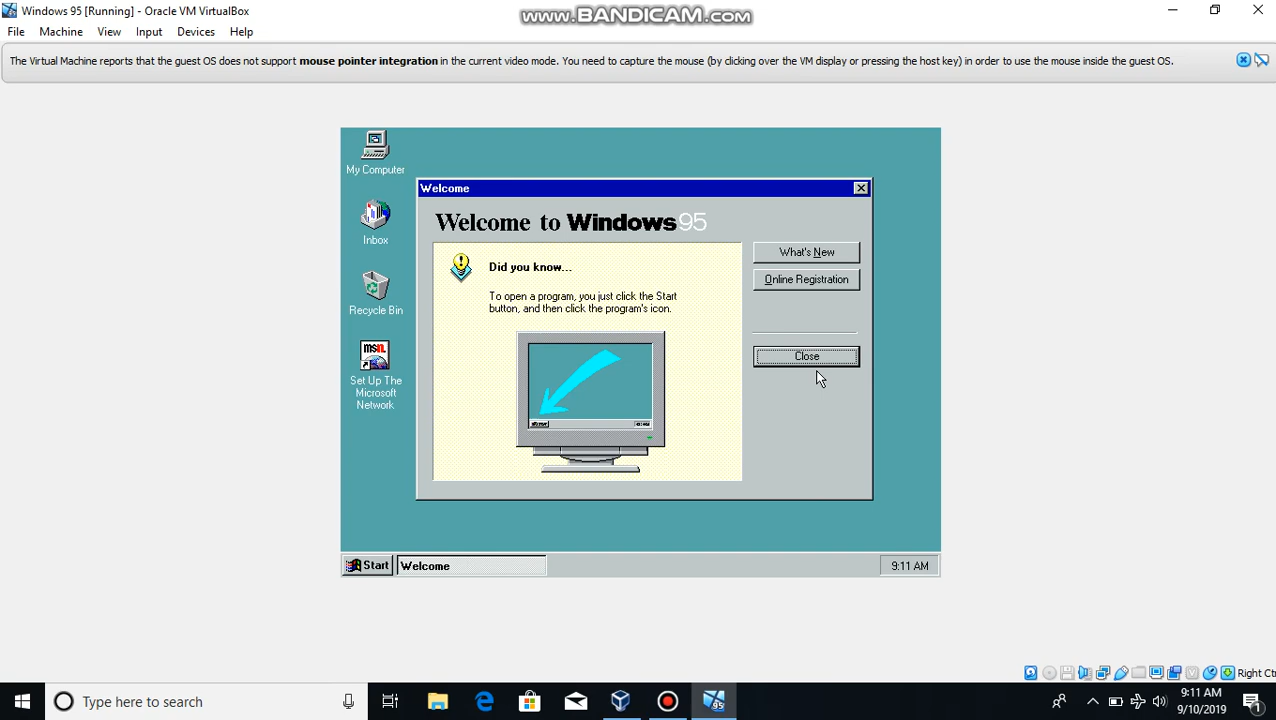 Windows 95 [Running] - Oracle VM VirtualBox
www.BANDICAM.com
File Machine View Input Devices Help
The Virtual Machine reports that the guest OS does not support mouse pointer integration in the current video mode. You need to capture the mouse (by clicking over the VM display or pressing the host key) in order to use the mouse inside the guest OS.
My Computer
Inbox
Recycle Bin
msn
Set Up The
Microsoft
Network
Welcome
Welcome to Windows 95
Did you know...
To open a program, you just click the Start
button, and then click the program's icon.
What's New
Online Registration
Close
Start
Welcome
9:11 AM
Right Ct
Type here to search
95
9:11 AM
9/10/2019
1